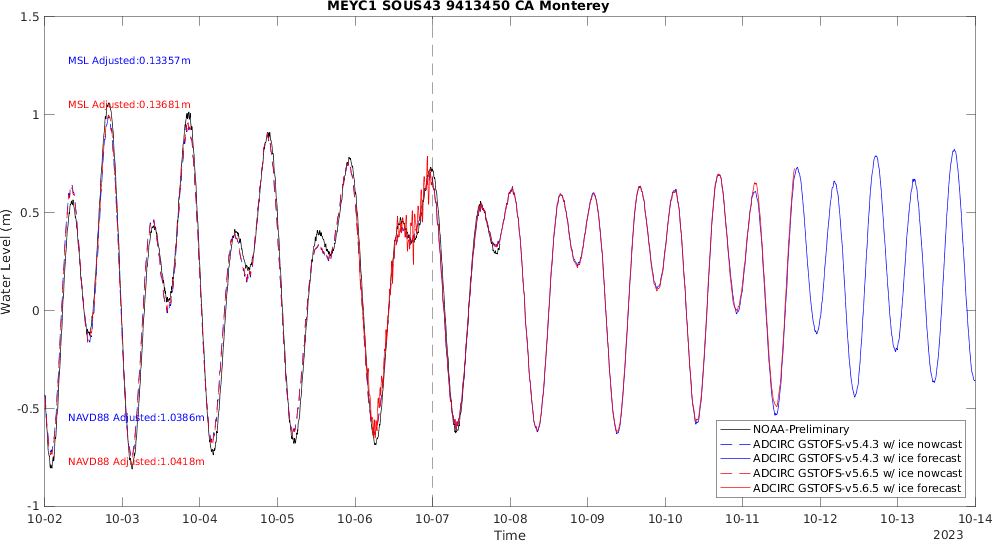 MEYC1 SOUS43 9413450 CA Monterey
1.5
MSL Adjusted:0.13357m
MSL Adjusted:0.13681m
1
0.5
Water Level (m)
0
-0.5
NAVD88 Adjusted:1.0386m
NAVD88 Adjusted:1.0418m
-1
NOAA-Preliminary
ADCIRC GSTOFS-v5.4.3 w/ ice nowcast
ADCIRC GSTOFS-v5.4.3 w/ ice forecast
ADCIRC GSTOFS-v5.6.5 w/ ice nowcast
ADCIRC GSTOFS-v5.6.5 w/ ice forecast
10-02 10-03 10-04 10-05 10-06 10-07 10-08 10-09 10-10 10-11 10-12 10-13 10-14
Time
2023